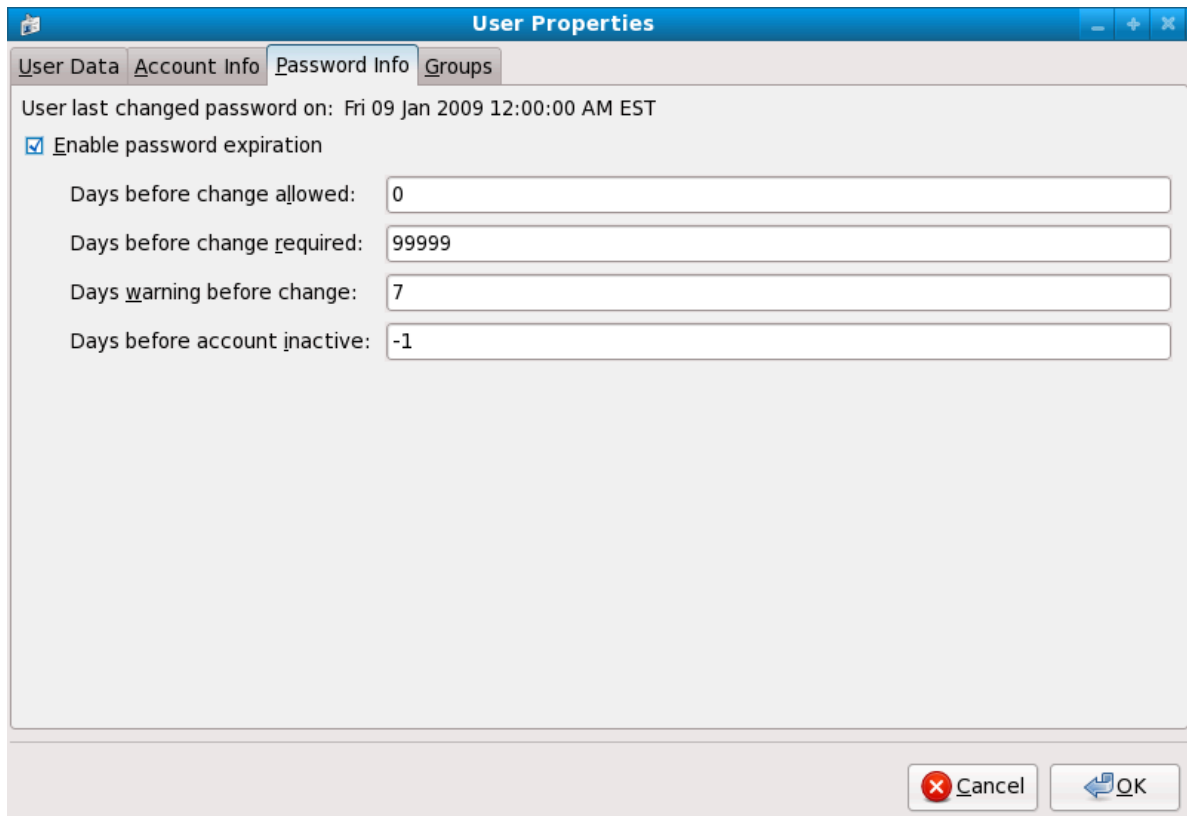 User Properties
User Data Account Info Password Info Groups
User last changed password on: Fri 09 Jan 2009 12:00:00 AM EST
Enable password expiration
Days before change allowed: 0
Days before change required: 99999
Days warning before change: 7
Days before account inactive: -1
Cancel OK